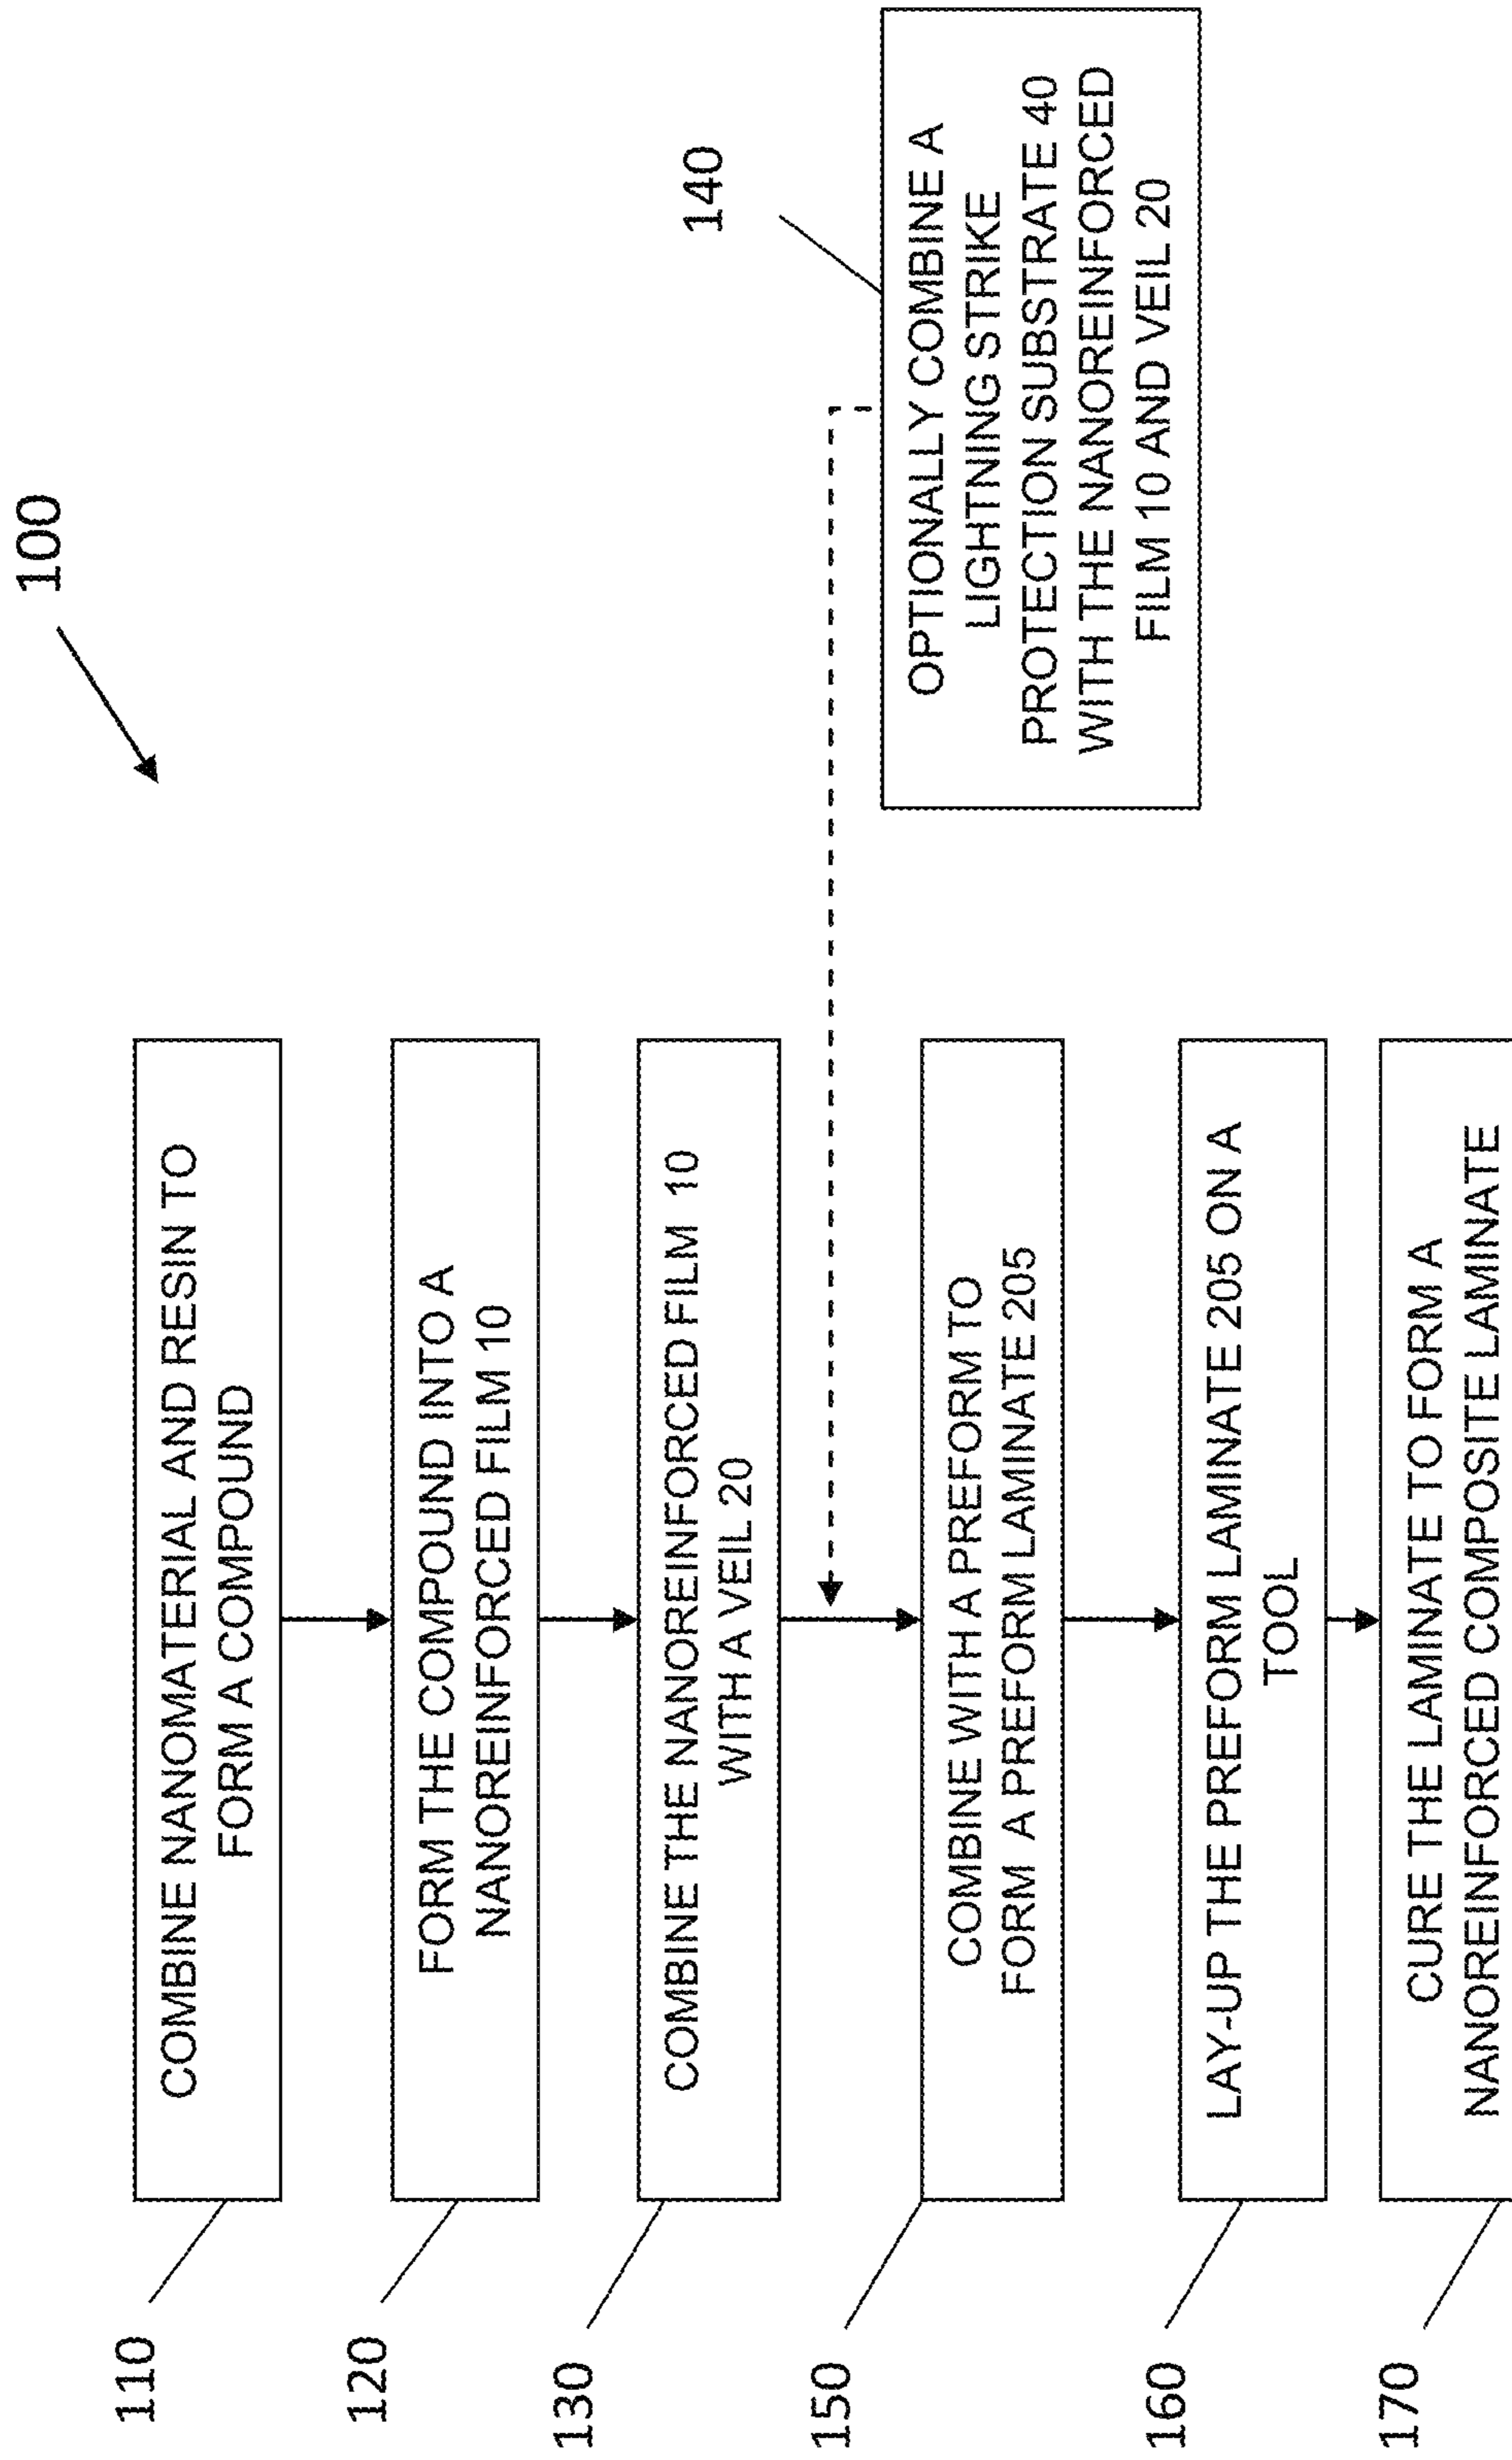 100
110
COMBINE NANOMATERIAL AND RESIN TO
FORM A COMPOUND
120
FORM THE COMPOUND INTO A
NANOREINFORCED FILM 10
130
COMBINE THE NANOREINFORCED FILM 10
WITH A VEIL 20
140
OPTIONALLY COMBINE A
LIGHTNING STRIKE
PROTECTION SUBSTRATE 40
WITH THE NANOREINFORCED
FILM 10 AND VEIL 20
150
COMBINE WITH A PREFORM TO
FORM A PREFORM LAMINATE 205
160
LAY-UP THE PREFORM LAMINATE 205 ON A
TOOL
170
CURE THE LAMINATE TO FORM A
NANOREINFORCED COMPOSITE LAMINATE